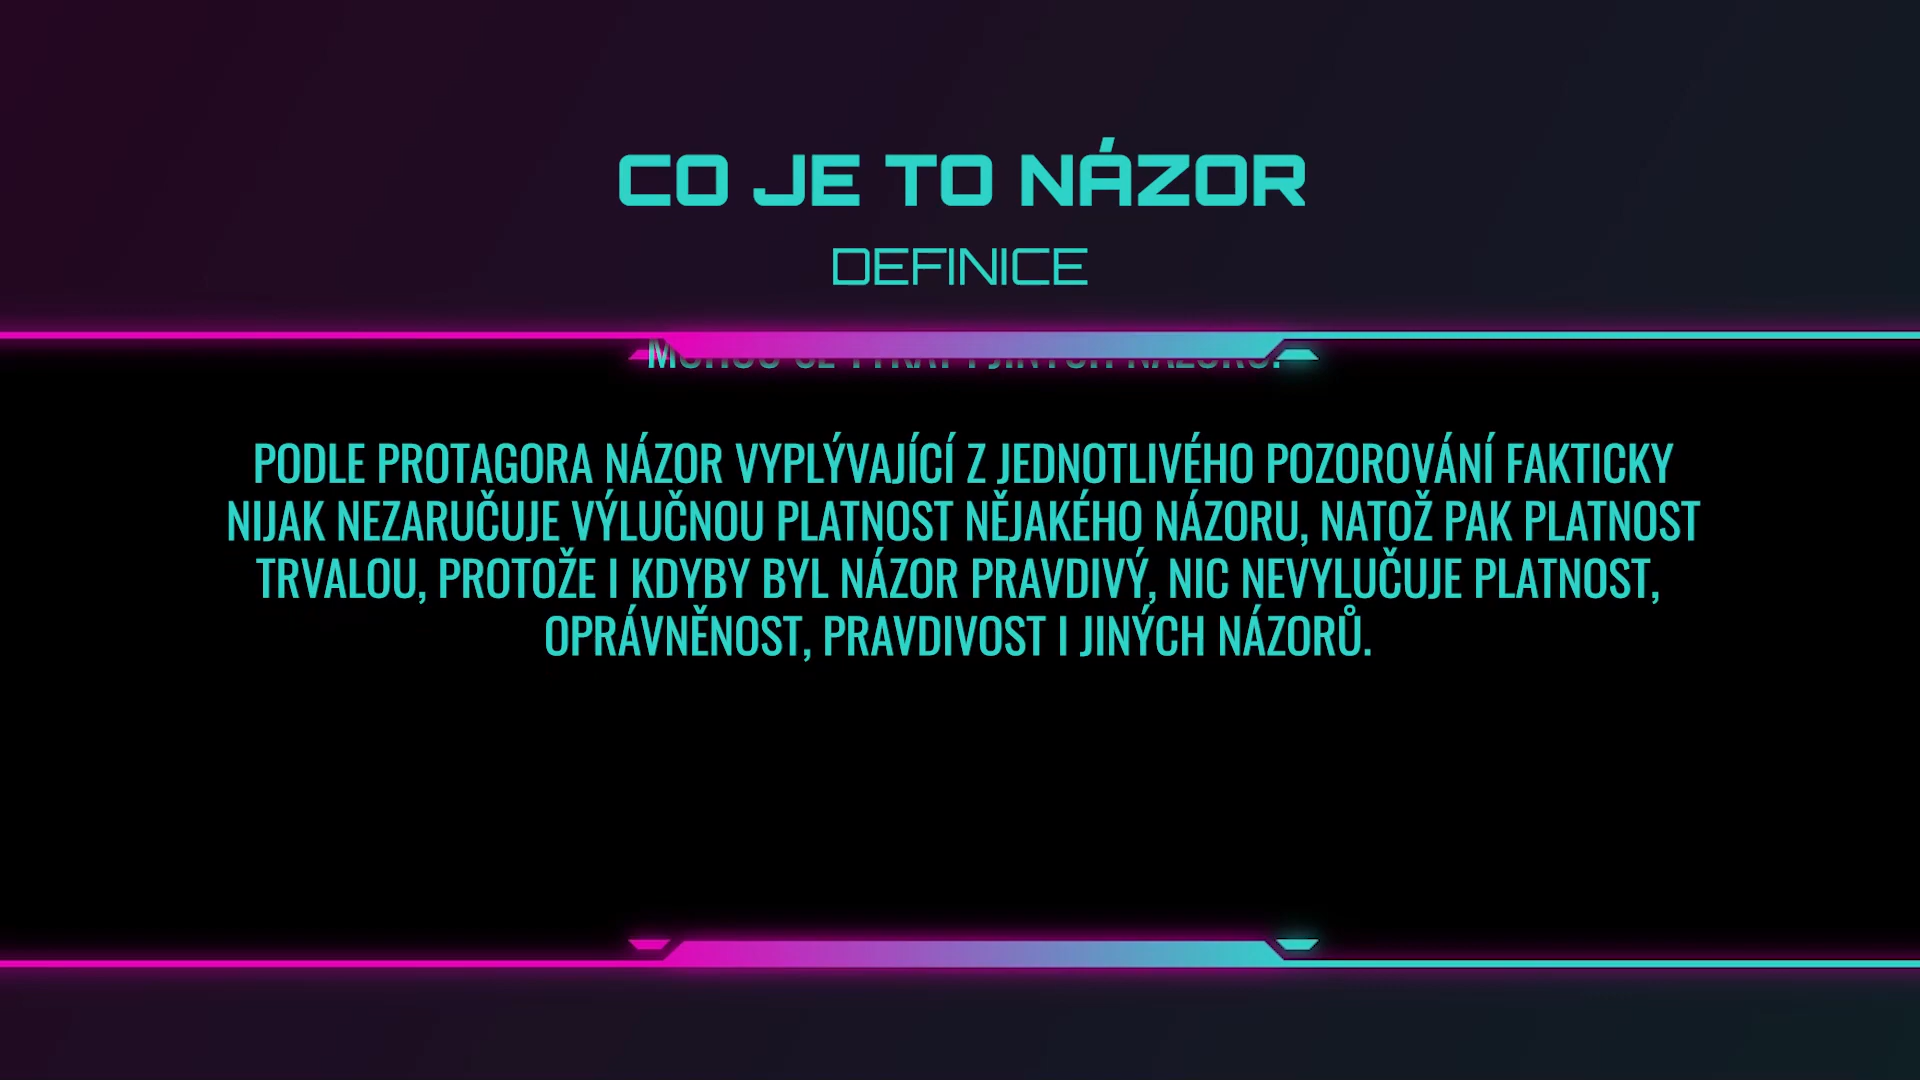 CO JE TO NÁZOR
DEFINICE
PODLE PROTAGORA NÁZOR VYPLÝVAJÍCÍ Z JEDNOTLIVÉHO POZOROVÁNÍ FAKTICKY
NIJAK NEZARUČUJE VÝLUČNOU PLATNOST NĚJAKÉHO NÁZORU, NATOŽ PAK PLATNOST
TRVALOU, PROTOŽE I KDYBY BYL NÁZOR PRAVDIVÝ, NIC NEVYLUČUJE PLATNOST,
OPRÁVNĚNOST, PRAVDIVOST I JINÝCH NÁZORŮ.